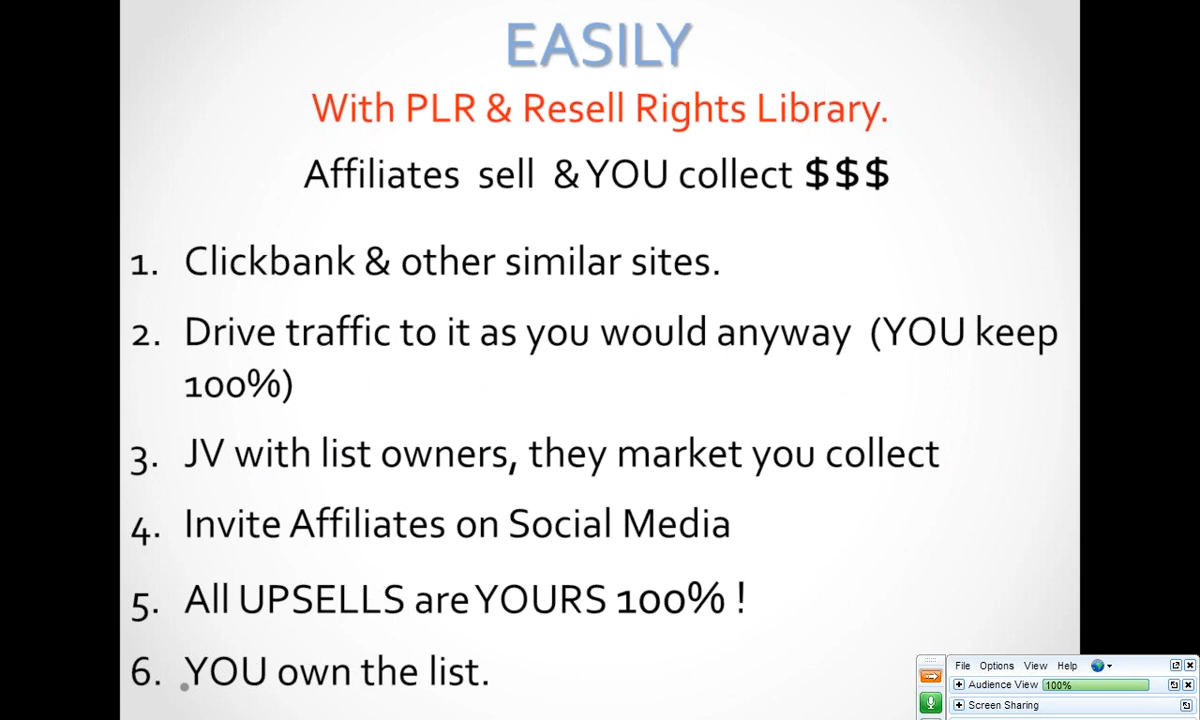 EASILY
With PLR & Resell Rights Library.
Affiliates sell & YOU collect $$$
1. Clickbank & other similar sites.
2. Drive traffic to it as you would anyway (YOU keep
100%)
3. JV with list owners, they market you collect
4. Invite Affiliates on Social Media
5. All UPSELLS are YOURS 100% !
6. YOU own the list.
File Options View Help
Audience View 100%
Screen Sharing